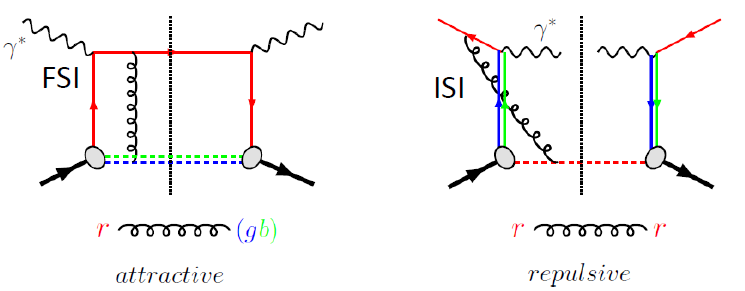 γ* FSI
ISI γ*
r (gb)
r r
attractive
repulsive